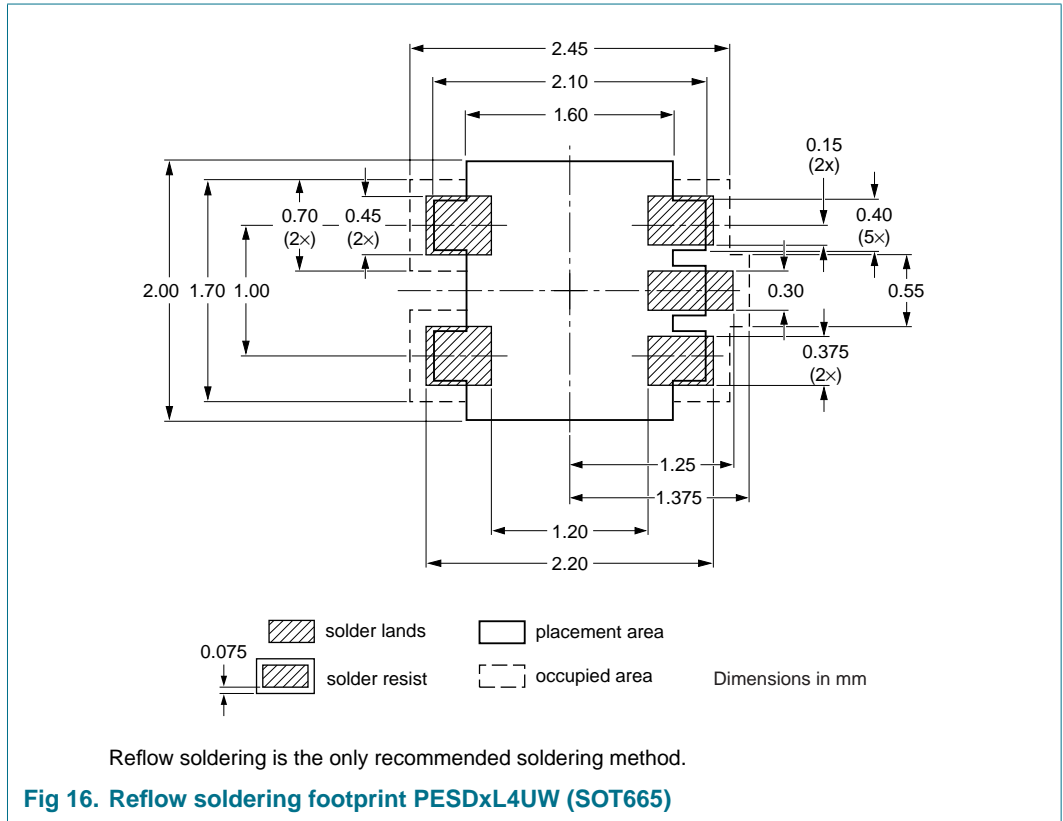 2.45
2.10
1.60
0.15
(2x)
0.70
(2×)
0.45
(2×)
0.40
(5×)
2.00 1.70 1.00
0.30
0.55
0.375
(2×)
1.25
1.375
1.20
2.20
solder lands
placement area
0.075
solder resist
occupied area
Dimensions in mm
Reflow soldering is the only recommended soldering method.
Fig 16. Reflow soldering footprint PESDxL4UW (SOT665)